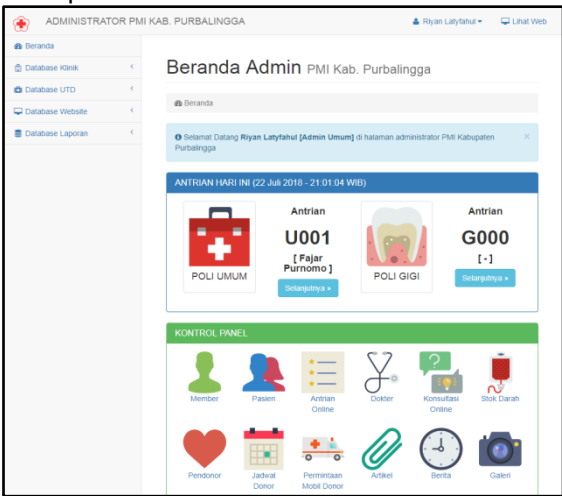 ADMINISTRATOR PMI KAB. PURBALINGGA
Riyan Latyfahul
Lihat Web
Beranda
Database Klinik
Database UTD
Database Website
Database Laporan
Beranda Admin PMI Kab. Purbalingga
Beranda
Selamat Datang Riyan Latyfahul [Admin Umum] di halaman administrator PMI Kabupaten
Purbalingga
×
ANTRIAN HARI INI (22 Juli 2018 - 21:01:04 WIB)
POLI UMUM
Antrian
U001
[ Fajar
Purnomo ]
Selanjutnya »
POLI GIGI
Antrian
G000
[ - ]
Selanjutnya »
KONTROL PANEL
Member
Pasien
Antrian
Online
Dokter
Konsultasi
Online
Stok Darah
Pendonor
Jadwal
Donor
Permintaan
Mobil Donor
Artikel
Berita
Galeri